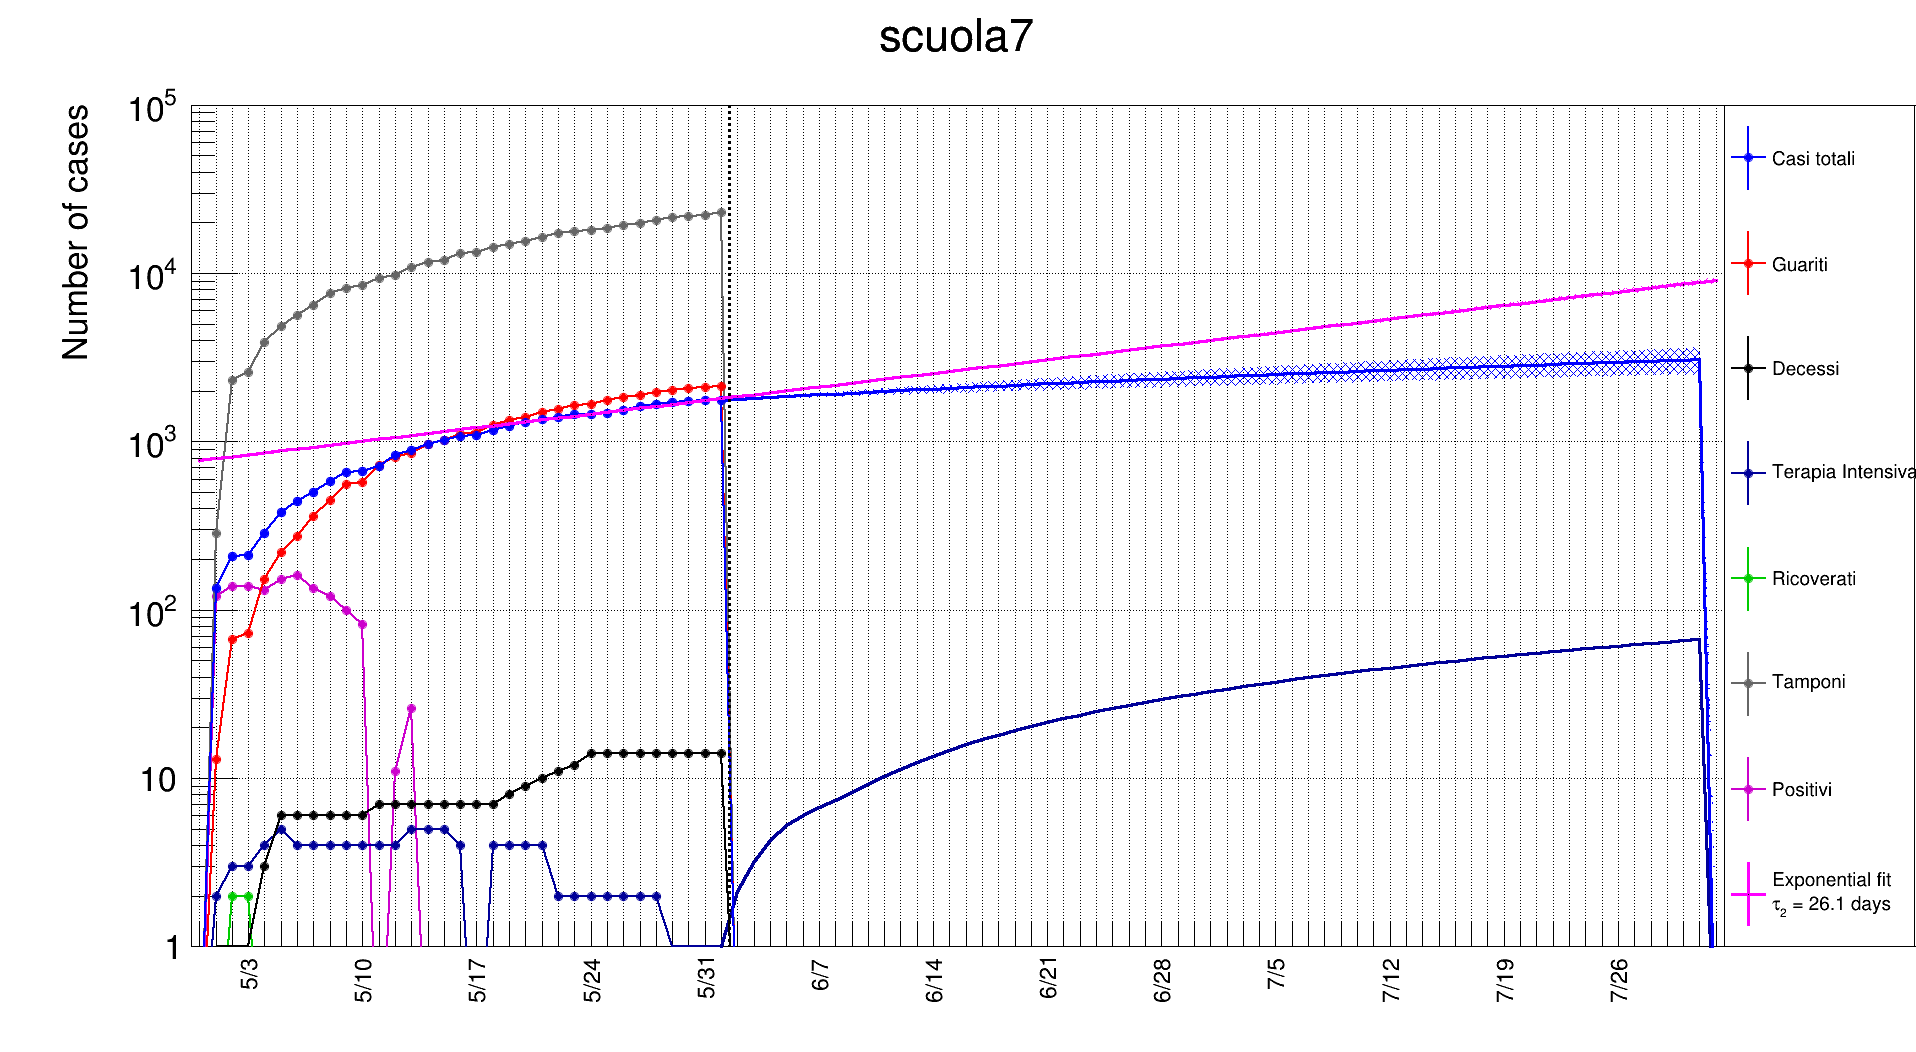 scuola7
Number of cases
10^5
10^4
10^3
10^2
10
1
5/3
5/10
5/17
5/24
5/31
6/7
6/14
6/21
6/28
7/5
7/12
7/19
7/26
Casi totali
Guariti
Decessi
Terapia Intensiva
Ricoverati
Tamponi
Positivi
Exponential fit
τ_2 = 26.1 days